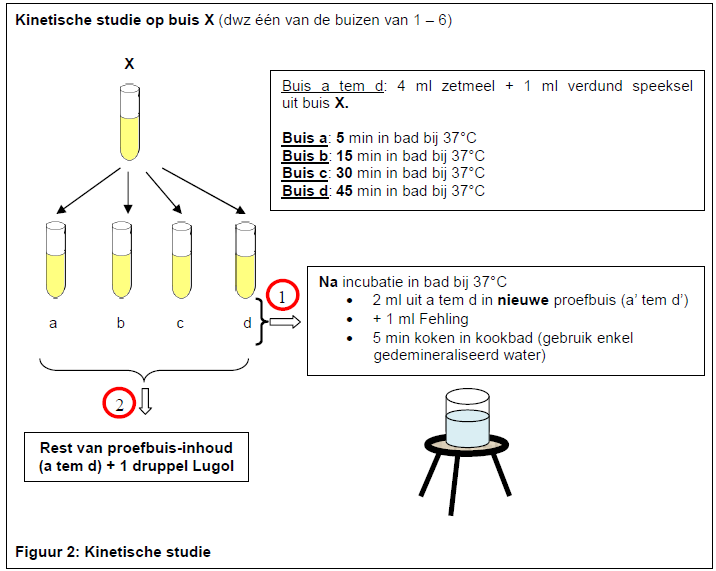 Kinetische studie op buis X (dwz één van de buizen van 1 – 6)
X
Buis a tem d: 4 ml zetmeel + 1 ml verdund speeksel
uit buis X.
Buis a: 5 min in bad bij 37°C
Buis b: 15 min in bad bij 37°C
Buis c: 30 min in bad bij 37°C
Buis d: 45 min in bad bij 37°C
a b c d
1
Na incubatie in bad bij 37°C
• 2 ml uit a tem d in nieuwe proefbuis (a’ tem d’)
• + 1 ml Fehling
• 5 min koken in kookbad (gebruik enkel
gedemineraliseerd water)
2
Rest van proefbuis-inhoud
(a tem d) + 1 druppel Lugol
Figuur 2: Kinetische studie